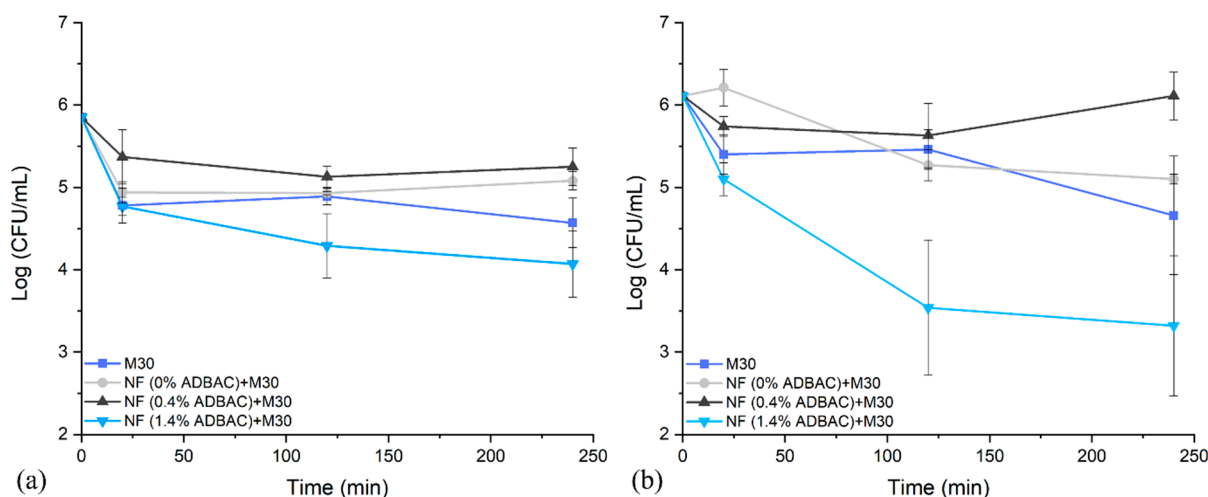 7
6
5
4
3
2
Log (CFU/mL)
M30
NF (0% ADBAC)+M30
NF (0.4% ADBAC)+M30
NF (1.4% ADBAC)+M30
0 50 100 150 200 250
(a) Time (min)
7
6
5
4
3
2
Log (CFU/mL)
M30
NF (0% ADBAC)+M30
NF (0.4% ADBAC)+M30
NF (1.4% ADBAC)+M30
0 50 100 150 200 250
(b) Time (min)